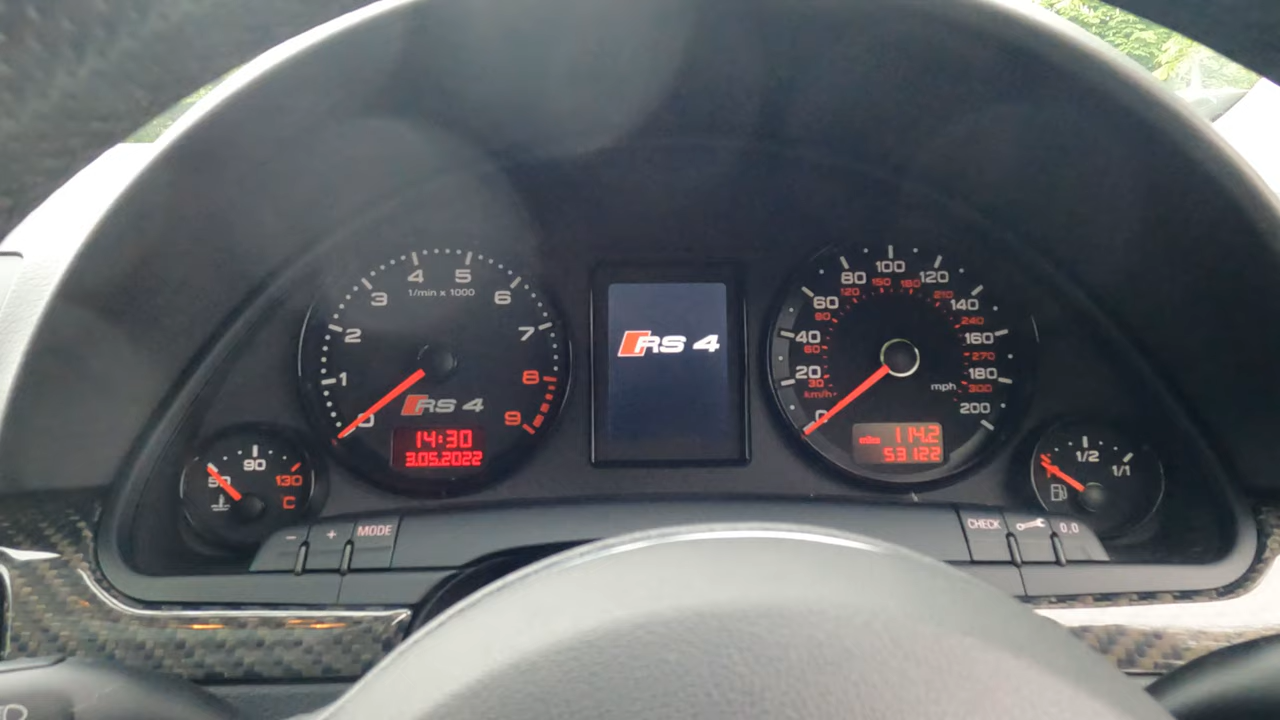 4 5
1/min x 1000
3 6
2 7
1 8
0 9
RS 4
14:30
3.05.2022
50 90 130
°C
RS 4
0 20 40 60 80 100 120 140 160 180 200
km/h 30 60 90 120 150 180 210 240 270 300
mph
miles 114.2
53122
1/2 1/1
- + MODE
CHECK 0.0